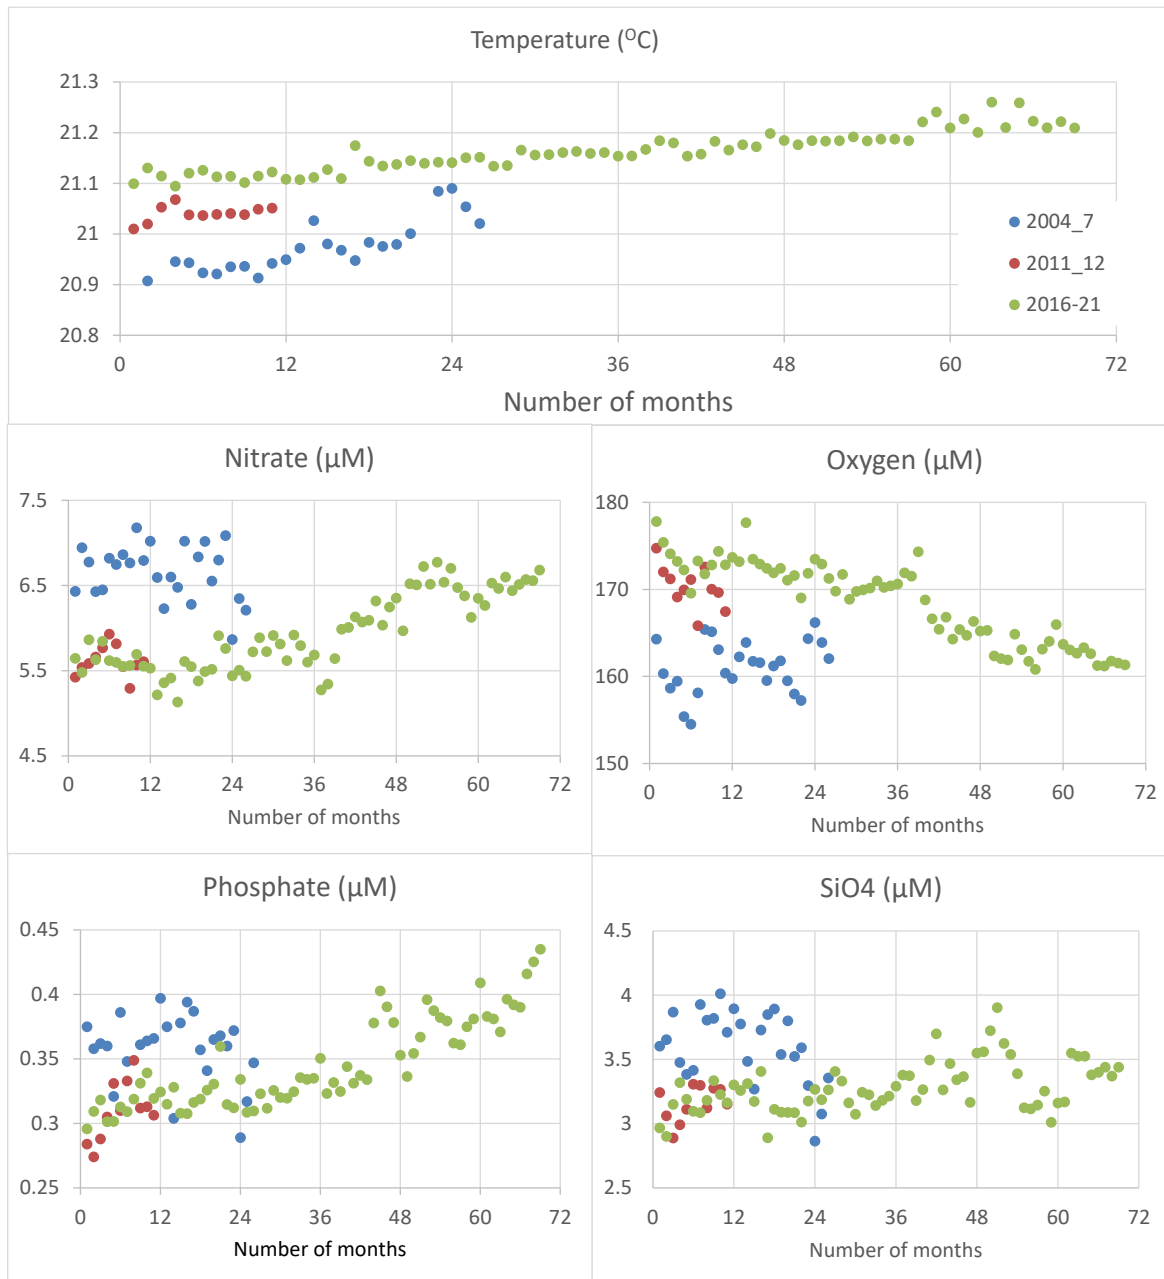 Temperature (⁰C)
21.3
21.2
21.1
21
20.9
20.8
0 12 24 36 48 60 72
Number of months
2004_7
2011_12
2016-21
Nitrate (µM)
7.5
6.5
5.5
4.5
0 12 24 36 48 60 72
Number of months
Oxygen (µM)
180
170
160
150
0 12 24 36 48 60 72
Number of months
Phosphate (µM)
0.45
0.4
0.35
0.3
0.25
0 12 24 36 48 60 72
Number of months
SiO4 (µM)
4.5
4
3.5
3
2.5
0 12 24 36 48 60 72
Number of months